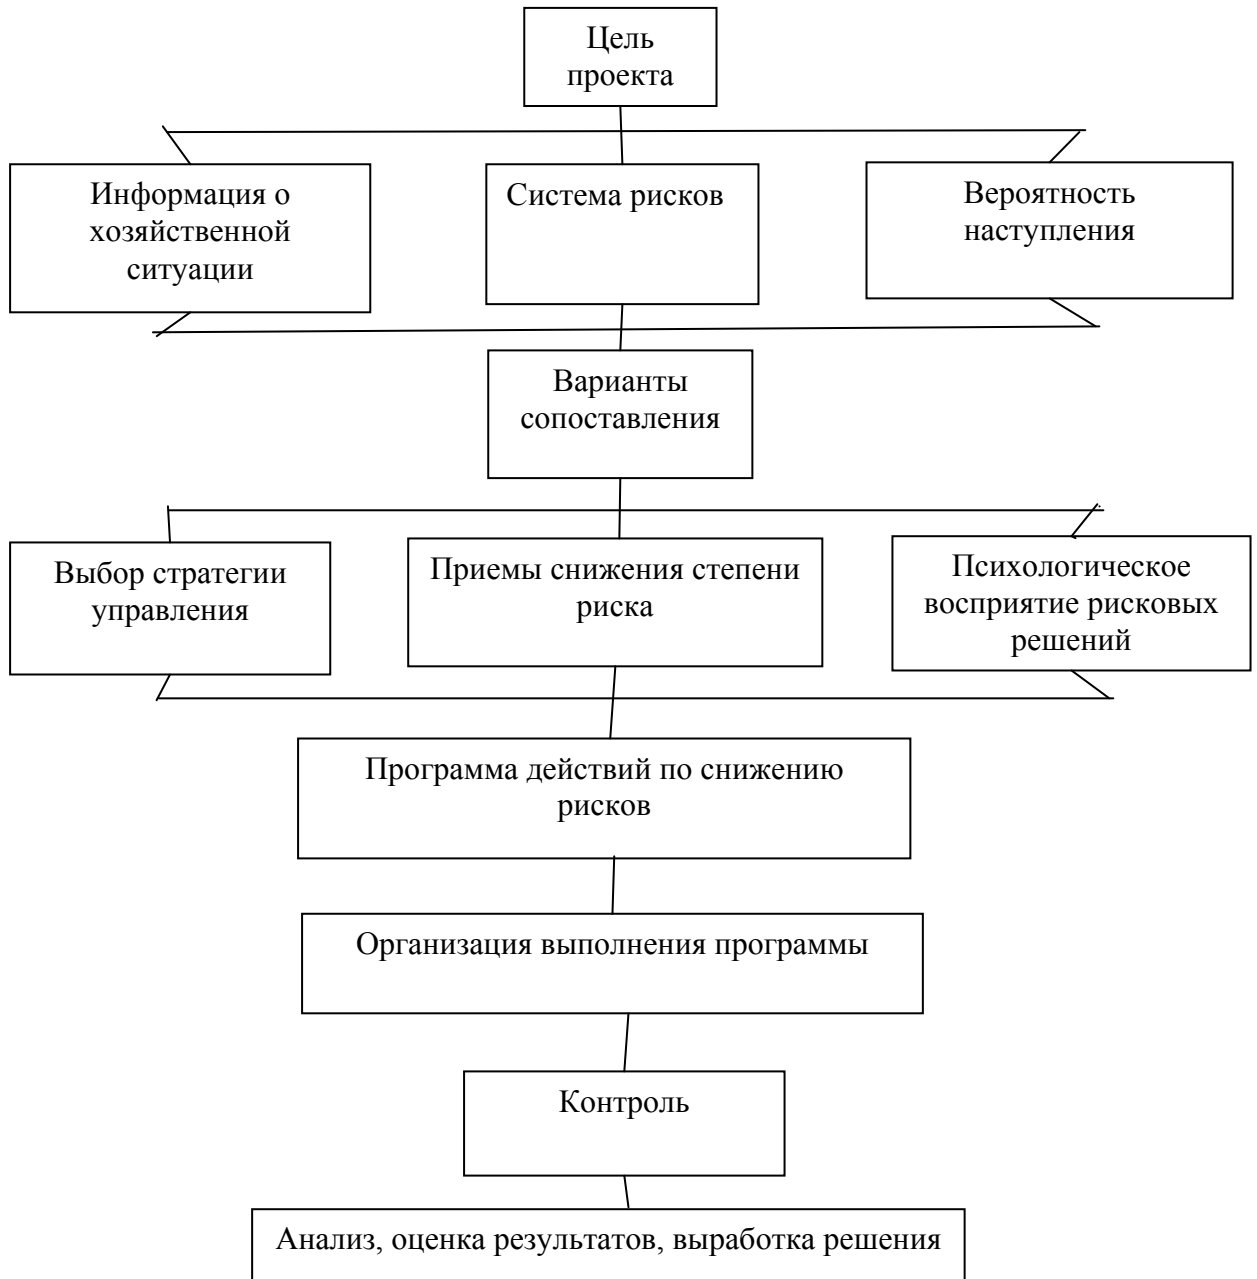 Цель
проекта
Информация о
хозяйственной
ситуации
Система рисков
Вероятность
наступления
Варианты
сопоставления
Выбор стратегии
управления
Приемы снижения степени
риска
Психологическое
восприятие рисковых
решений
Программа действий по снижению
рисков
Организация выполнения программы
Контроль
Анализ, оценка результатов, выработка решения